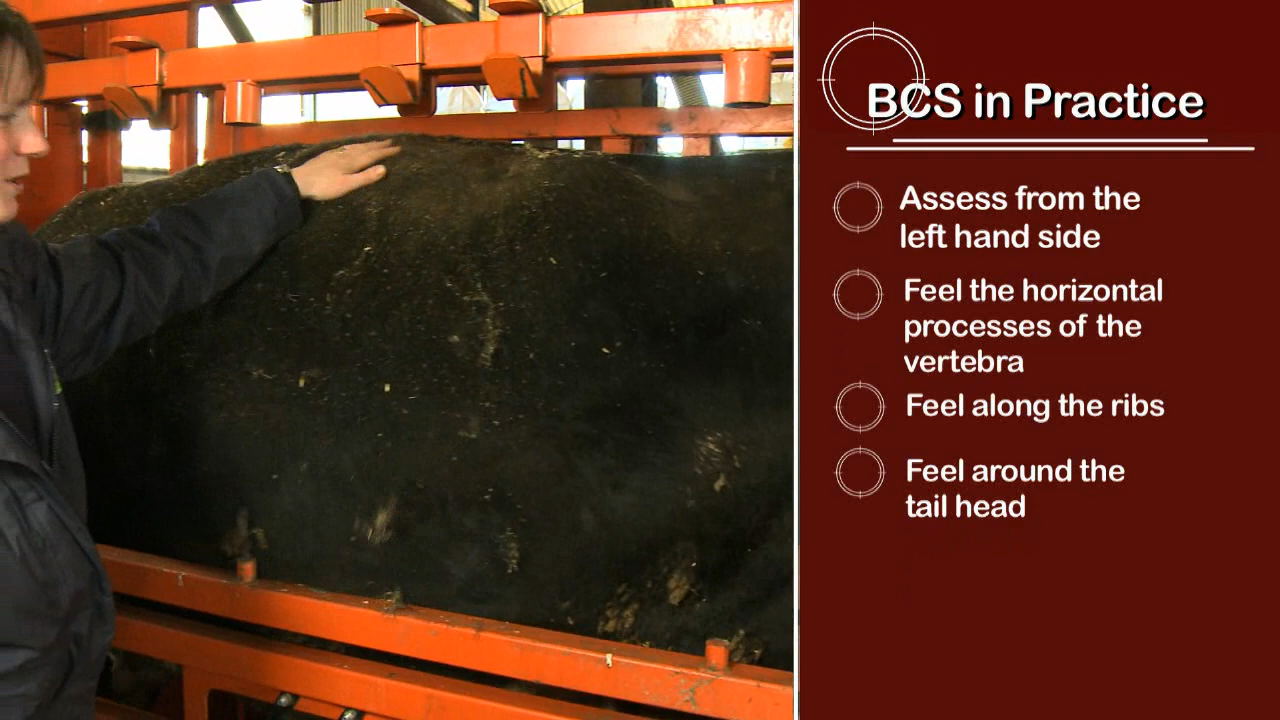 BCS in Practice
Assess from the
left hand side
Feel the horizontal
processes of the
vertebra
Feel along the ribs
Feel around the
tail head